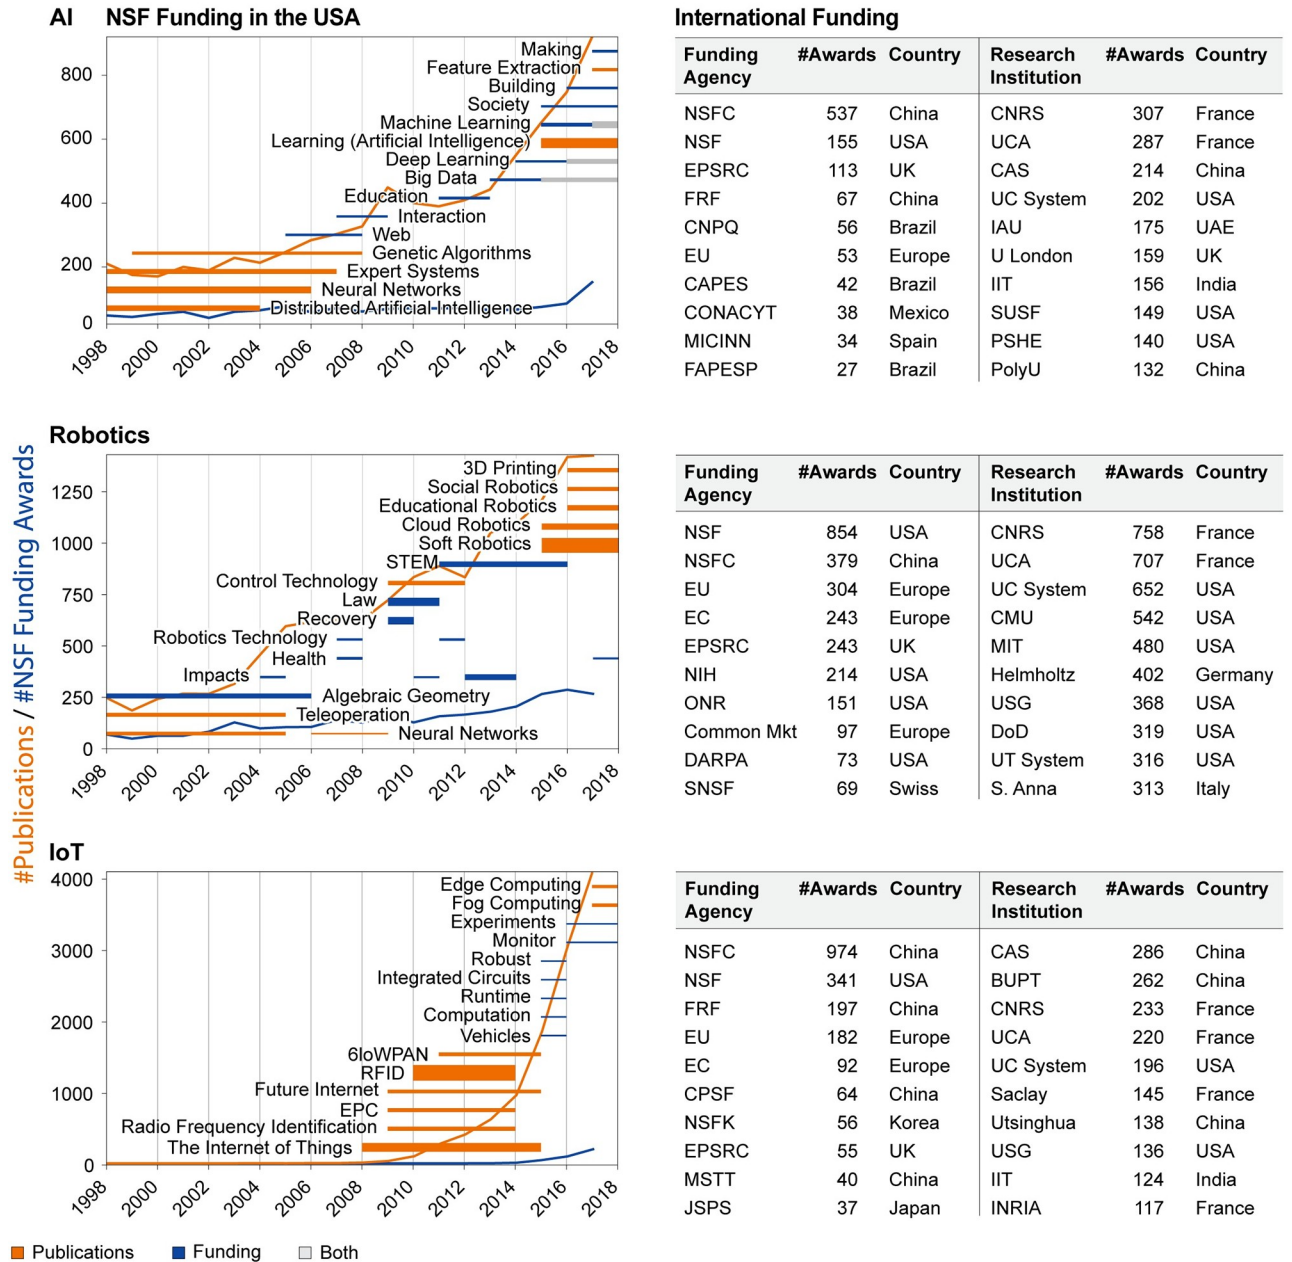 AI NSF Funding in the USA
Making
Feature Extraction
800
Building
Society
Machine Learning
600
Learning (Artificial Intelligence)
Deep Learning
Big Data
400
Education
Interaction
Web
Genetic Algorithms
200
Expert Systems
Neural Networks
Distributed Artificial Intelligence
0
1998 2000 2002 2004 2006 2008 2010 2012 2014 2016 2018
International Funding
Funding Agency #Awards Country Research Institution #Awards Country
NSFC 537 China CNRS 307 France
NSF 155 USA UCA 287 France
EPSRC 113 UK CAS 214 China
FRF 67 China UC System 202 USA
CNPQ 56 Brazil IAU 175 UAE
EU 53 Europe U London 159 UK
CAPES 42 Brazil IIT 156 India
CONACYT 38 Mexico SUSF 149 USA
MICINN 34 Spain PSHE 140 USA
FAPESP 27 Brazil PolyU 132 China
#Publications / #NSF Funding Awards
Robotics
3D Printing
1250
Social Robotics
Educational Robotics
Cloud Robotics
1000
Soft Robotics
STEM
Control Technology
750
Law
Recovery
Robotics Technology
500
Health
Impacts
250
Algebraic Geometry
Teleoperation
Neural Networks
0
1998 2000 2002 2004 2006 2008 2010 2012 2014 2016 2018
Funding Agency #Awards Country Research Institution #Awards Country
NSF 854 USA CNRS 758 France
NSFC 379 China UCA 707 France
EU 304 Europe UC System 652 USA
EC 243 Europe CMU 542 USA
EPSRC 243 UK MIT 480 USA
NIH 214 USA Helmholtz 402 Germany
ONR 151 USA USG 368 USA
Common Mkt 97 Europe DoD 319 USA
DARPA 73 USA UT System 316 USA
SNSF 69 Swiss S. Anna 313 Italy
IoT
4000
Edge Computing
Fog Computing
Experiments
Monitor
3000
Robust
Integrated Circuits
Runtime
2000
Computation
Vehicles
6loWPAN
RFID
1000
Future Internet
EPC
Radio Frequency Identification
The Internet of Things
0
1998 2000 2002 2004 2006 2008 2010 2012 2014 2016 2018
Funding Agency #Awards Country Research Institution #Awards Country
NSFC 974 China CAS 286 China
NSF 341 USA BUPT 262 China
FRF 197 China CNRS 233 France
EU 182 Europe UCA 220 France
EC 92 Europe UC System 196 USA
CPSF 64 China Saclay 145 France
NSFK 56 Korea Utsinghua 138 China
EPSRC 55 UK USG 136 USA
MSTT 40 China IIT 124 India
JSPS 37 Japan INRIA 117 France
Publications Funding Both